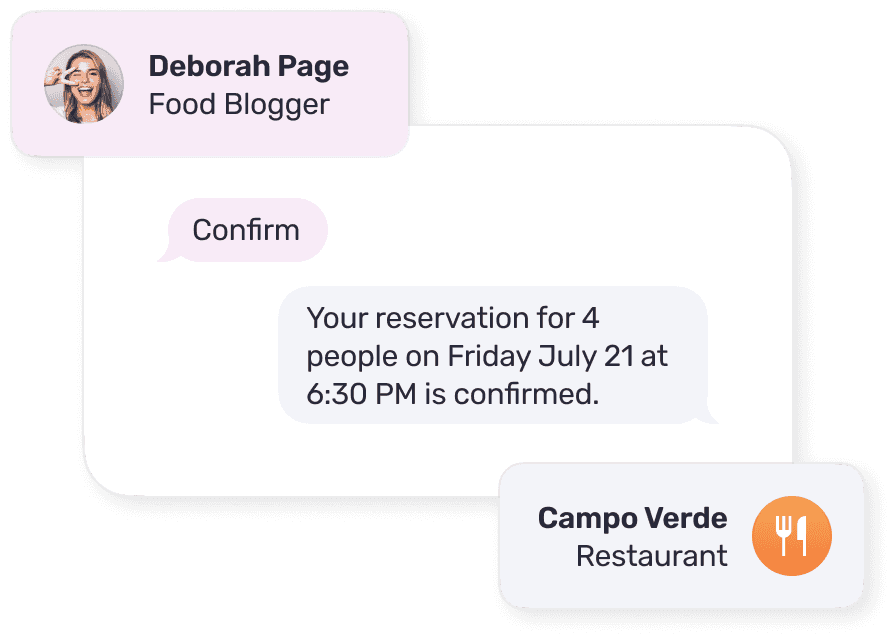 Deborah Page
Food Blogger
Confirm
Your reservation for 4
people on Friday July 21 at
6:30 PM is confirmed.
Campo Verde
Restaurant